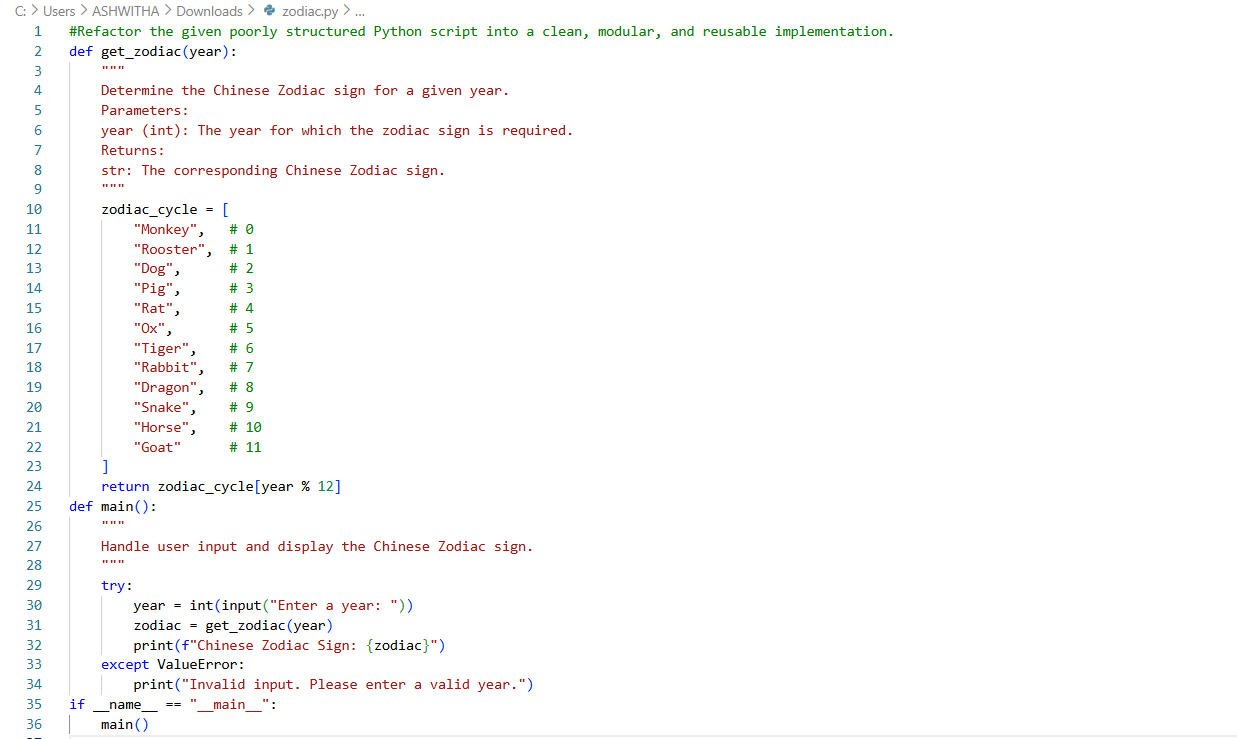 C: > Users > ASHWITHA > Downloads > zodiac.py > ...
1 #Refactor the given poorly structured Python script into a clean, modular, and reusable implementation.
2 def get_zodiac(year):
3     """
4     Determine the Chinese Zodiac sign for a given year.
5     Parameters:
6     year (int): The year for which the zodiac sign is required.
7     Returns:
8     str: The corresponding Chinese Zodiac sign.
9     """
10     zodiac_cycle = [
11         "Monkey",   # 0
12         "Rooster",  # 1
13         "Dog",      # 2
14         "Pig",      # 3
15         "Rat",      # 4
16         "Ox",       # 5
17         "Tiger",    # 6
18         "Rabbit",   # 7
19         "Dragon",   # 8
20         "Snake",    # 9
21         "Horse",    # 10
22         "Goat"      # 11
23     ]
24     return zodiac_cycle[year % 12]
25 def main():
26     """
27     Handle user input and display the Chinese Zodiac sign.
28     """
29     try:
30         year = int(input("Enter a year: "))
31         zodiac = get_zodiac(year)
32         print(f"Chinese Zodiac Sign: {zodiac}")
33     except ValueError:
34         print("Invalid input. Please enter a valid year.")
35 if __name__ == "__main__":
36     main()